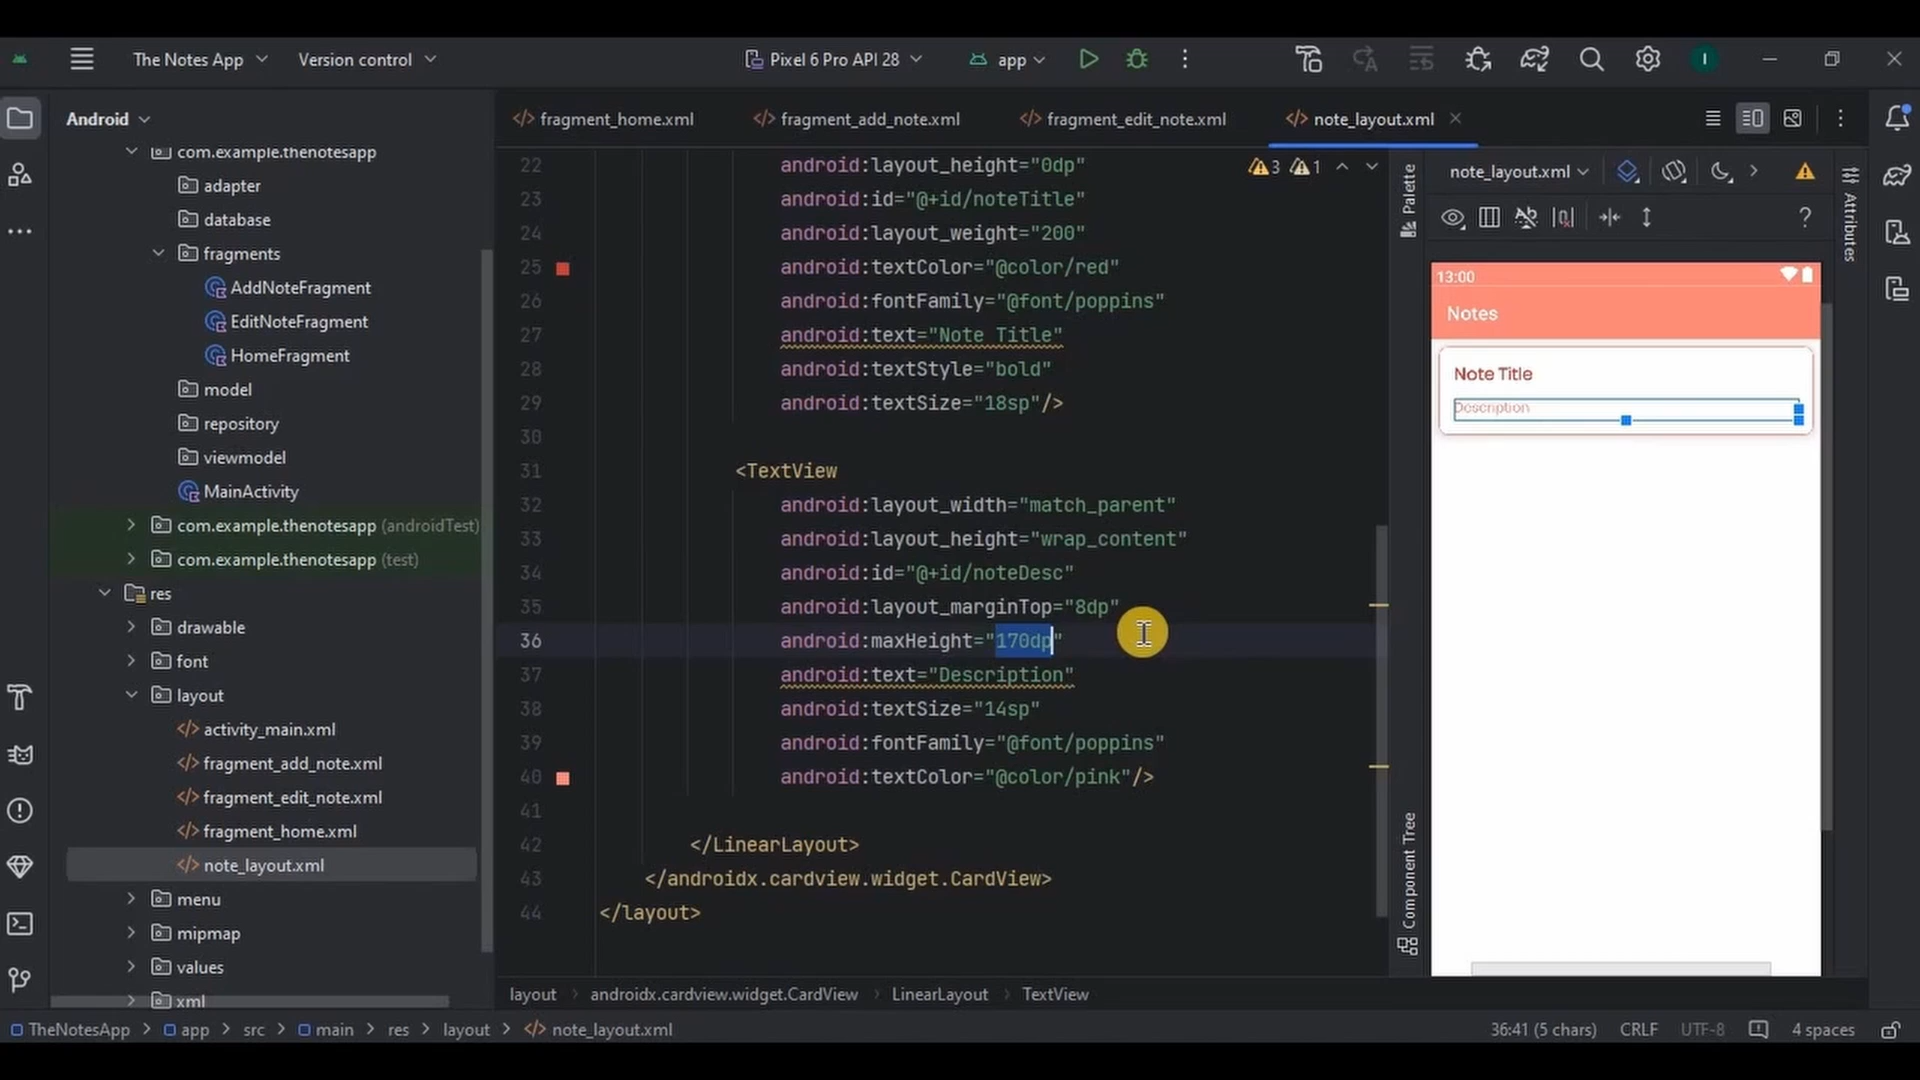 The Notes App
Version control
Pixel 6 Pro API 28
app
I
Android
fragment_home.xml
fragment_add_note.xml
fragment_edit_note.xml
note_layout.xml
com.example.thenotesapp
adapter
database
fragments
AddNoteFragment
EditNoteFragment
HomeFragment
model
repository
viewmodel
MainActivity
com.example.thenotesapp (androidTest)
com.example.thenotesapp (test)
res
drawable
font
layout
activity_main.xml
fragment_add_note.xml
fragment_edit_note.xml
fragment_home.xml
note_layout.xml
menu
mipmap
values
xml
22 android:layout_height="0dp"
23 android:id="@+id/noteTitle"
24 android:layout_weight="200"
25 android:textColor="@color/red"
26 android:fontFamily="@font/poppins"
27 android:text="Note Title"
28 android:textStyle="bold"
29 android:textSize="18sp"/>
30
31 <TextView
32 android:layout_width="match_parent"
33 android:layout_height="wrap_content"
34 android:id="@+id/noteDesc"
35 android:layout_marginTop="8dp"
36 android:maxHeight="170dp"
37 android:text="Description"
38 android:textSize="14sp"
39 android:fontFamily="@font/poppins"
40 android:textColor="@color/pink"/>
41
42 </LinearLayout>
43 </androidx.cardview.widget.CardView>
44 </layout>
3 1
Palette
Component Tree
note_layout.xml
Attributes
?
13:00
Notes
Note Title
Description
layout androidx.cardview.widget.CardView LinearLayout TextView
TheNotesApp app src main res layout note_layout.xml
36:41 (5 chars) CRLF UTF-8 4 spaces